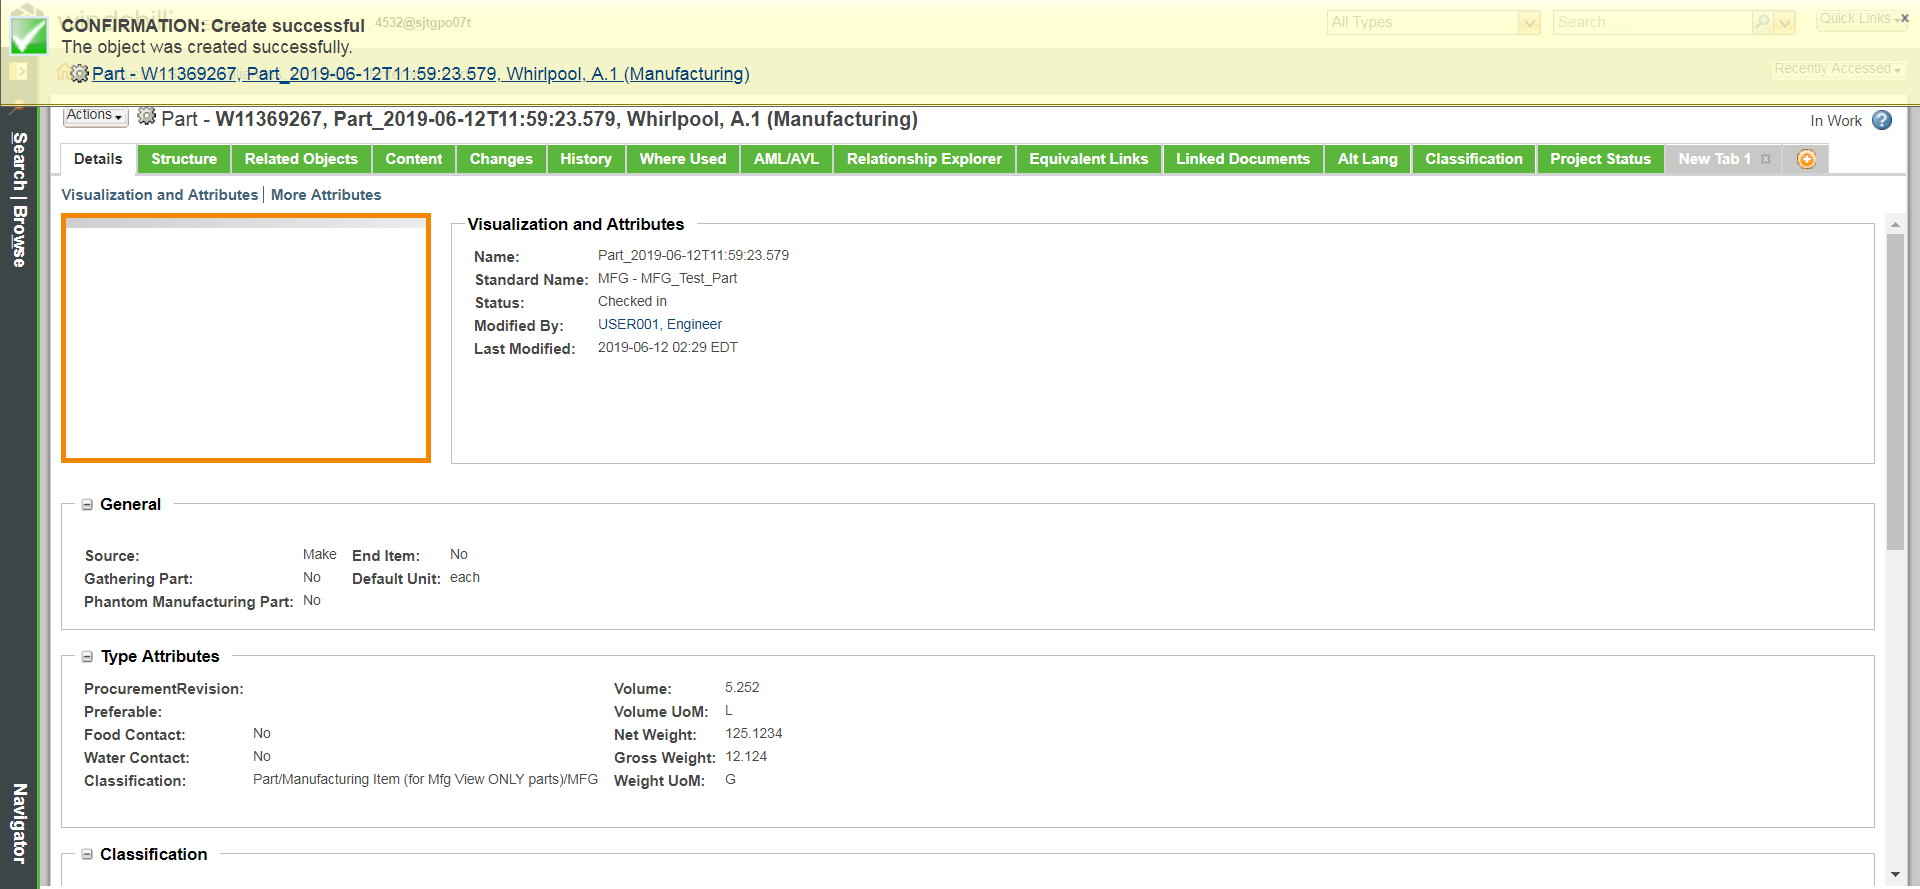 windchill
4532@sjtgpo07t
All Types
Search . . .
Quick Links
CONFIRMATION: Create successful
The object was created successfully.
Part - W11369267, Part_2019-06-12T11:59:23.579, Whirlpool, A.1 (Manufacturing)
Recently Accessed
Actions
Part - W11369267, Part_2019-06-12T11:59:23.579, Whirlpool, A.1 (Manufacturing)
In Work
Search | Browse
Navigator
Details Structure Related Objects Content Changes History Where Used AML/AVL Relationship Explorer Equivalent Links Linked Documents Alt Lang Classification Project Status New Tab 1
Visualization and Attributes | More Attributes
Visualization and Attributes
Name: Part_2019-06-12T11:59:23.579
Standard Name: MFG - MFG_Test_Part
Status: Checked in
Modified By: USER001, Engineer
Last Modified: 2019-06-12 02:29 EDT
General
Source: Make End Item: No
Gathering Part: No Default Unit: each
Phantom Manufacturing Part: No
Type Attributes
ProcurementRevision: Volume: 5.252
Preferable: Volume UoM: L
Food Contact: No Net Weight: 125.1234
Water Contact: No Gross Weight: 12.124
Classification: Part/Manufacturing Item (for Mfg View ONLY parts)/MFG Weight UoM: G
Classification